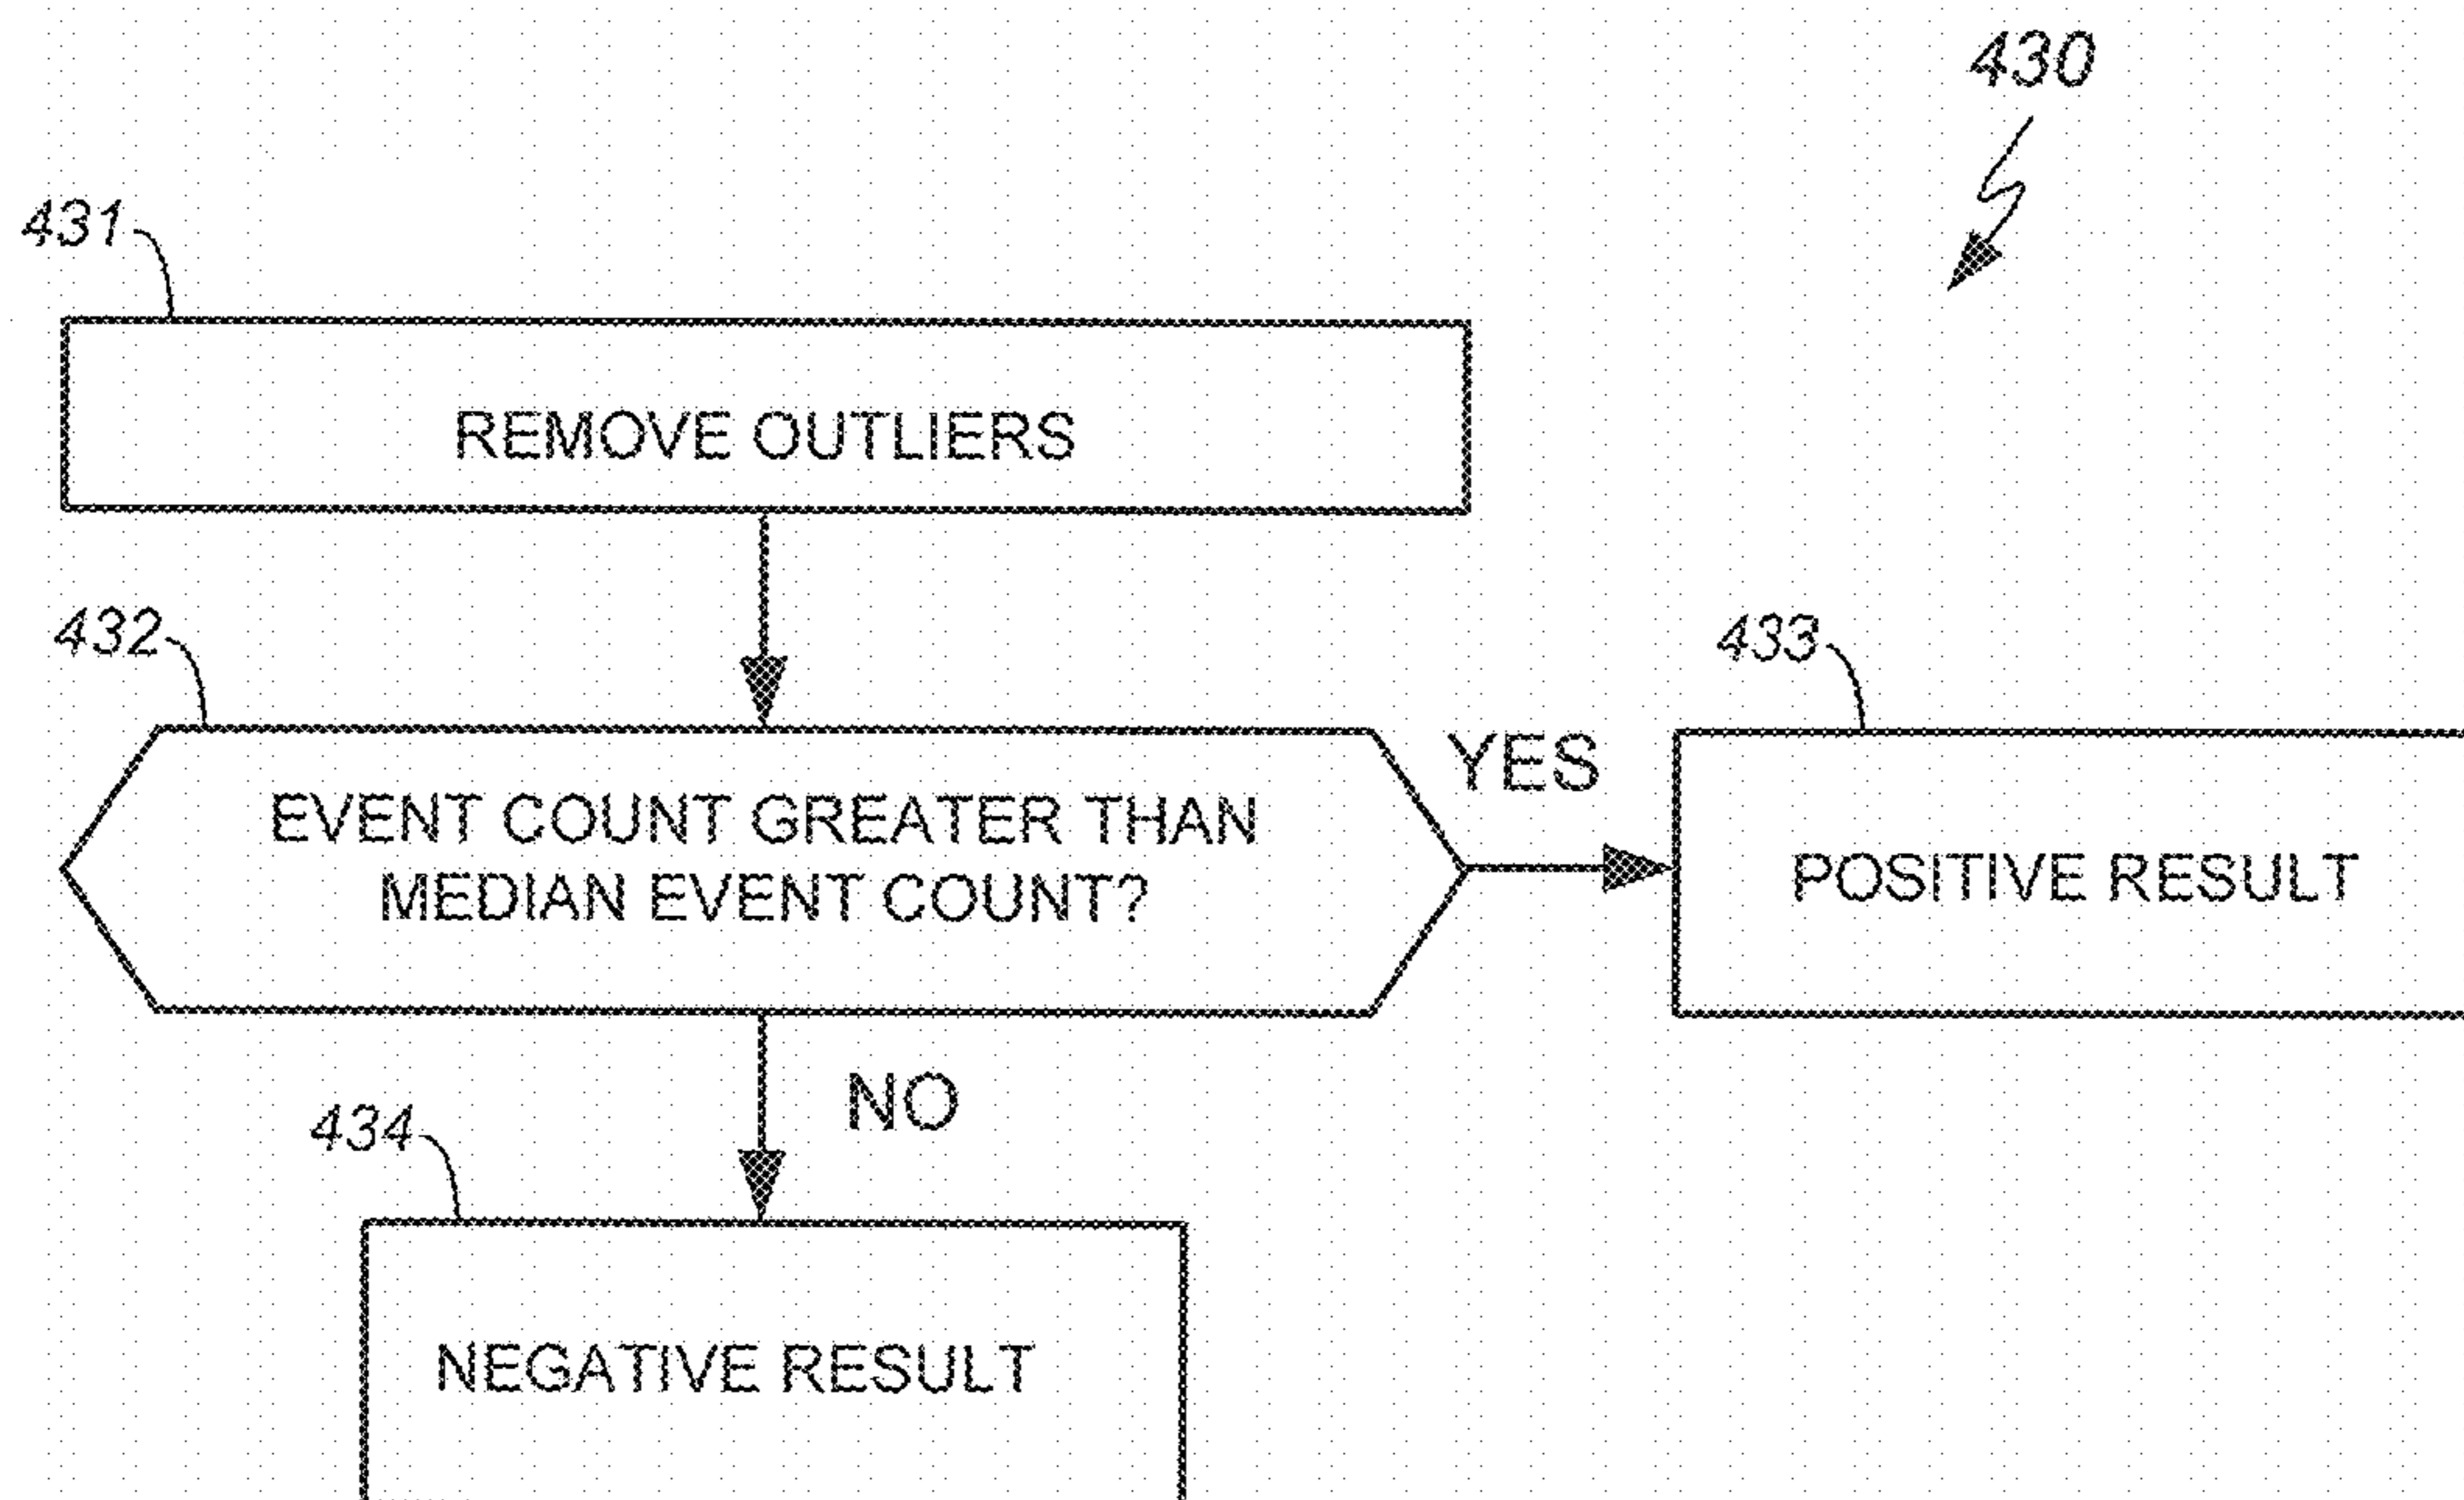 430
431
REMOVE OUTLIERS
432
EVENT COUNT GREATER THAN
MEDIAN EVENT COUNT?
YES
433
POSITIVE RESULT
NO
434
NEGATIVE RESULT